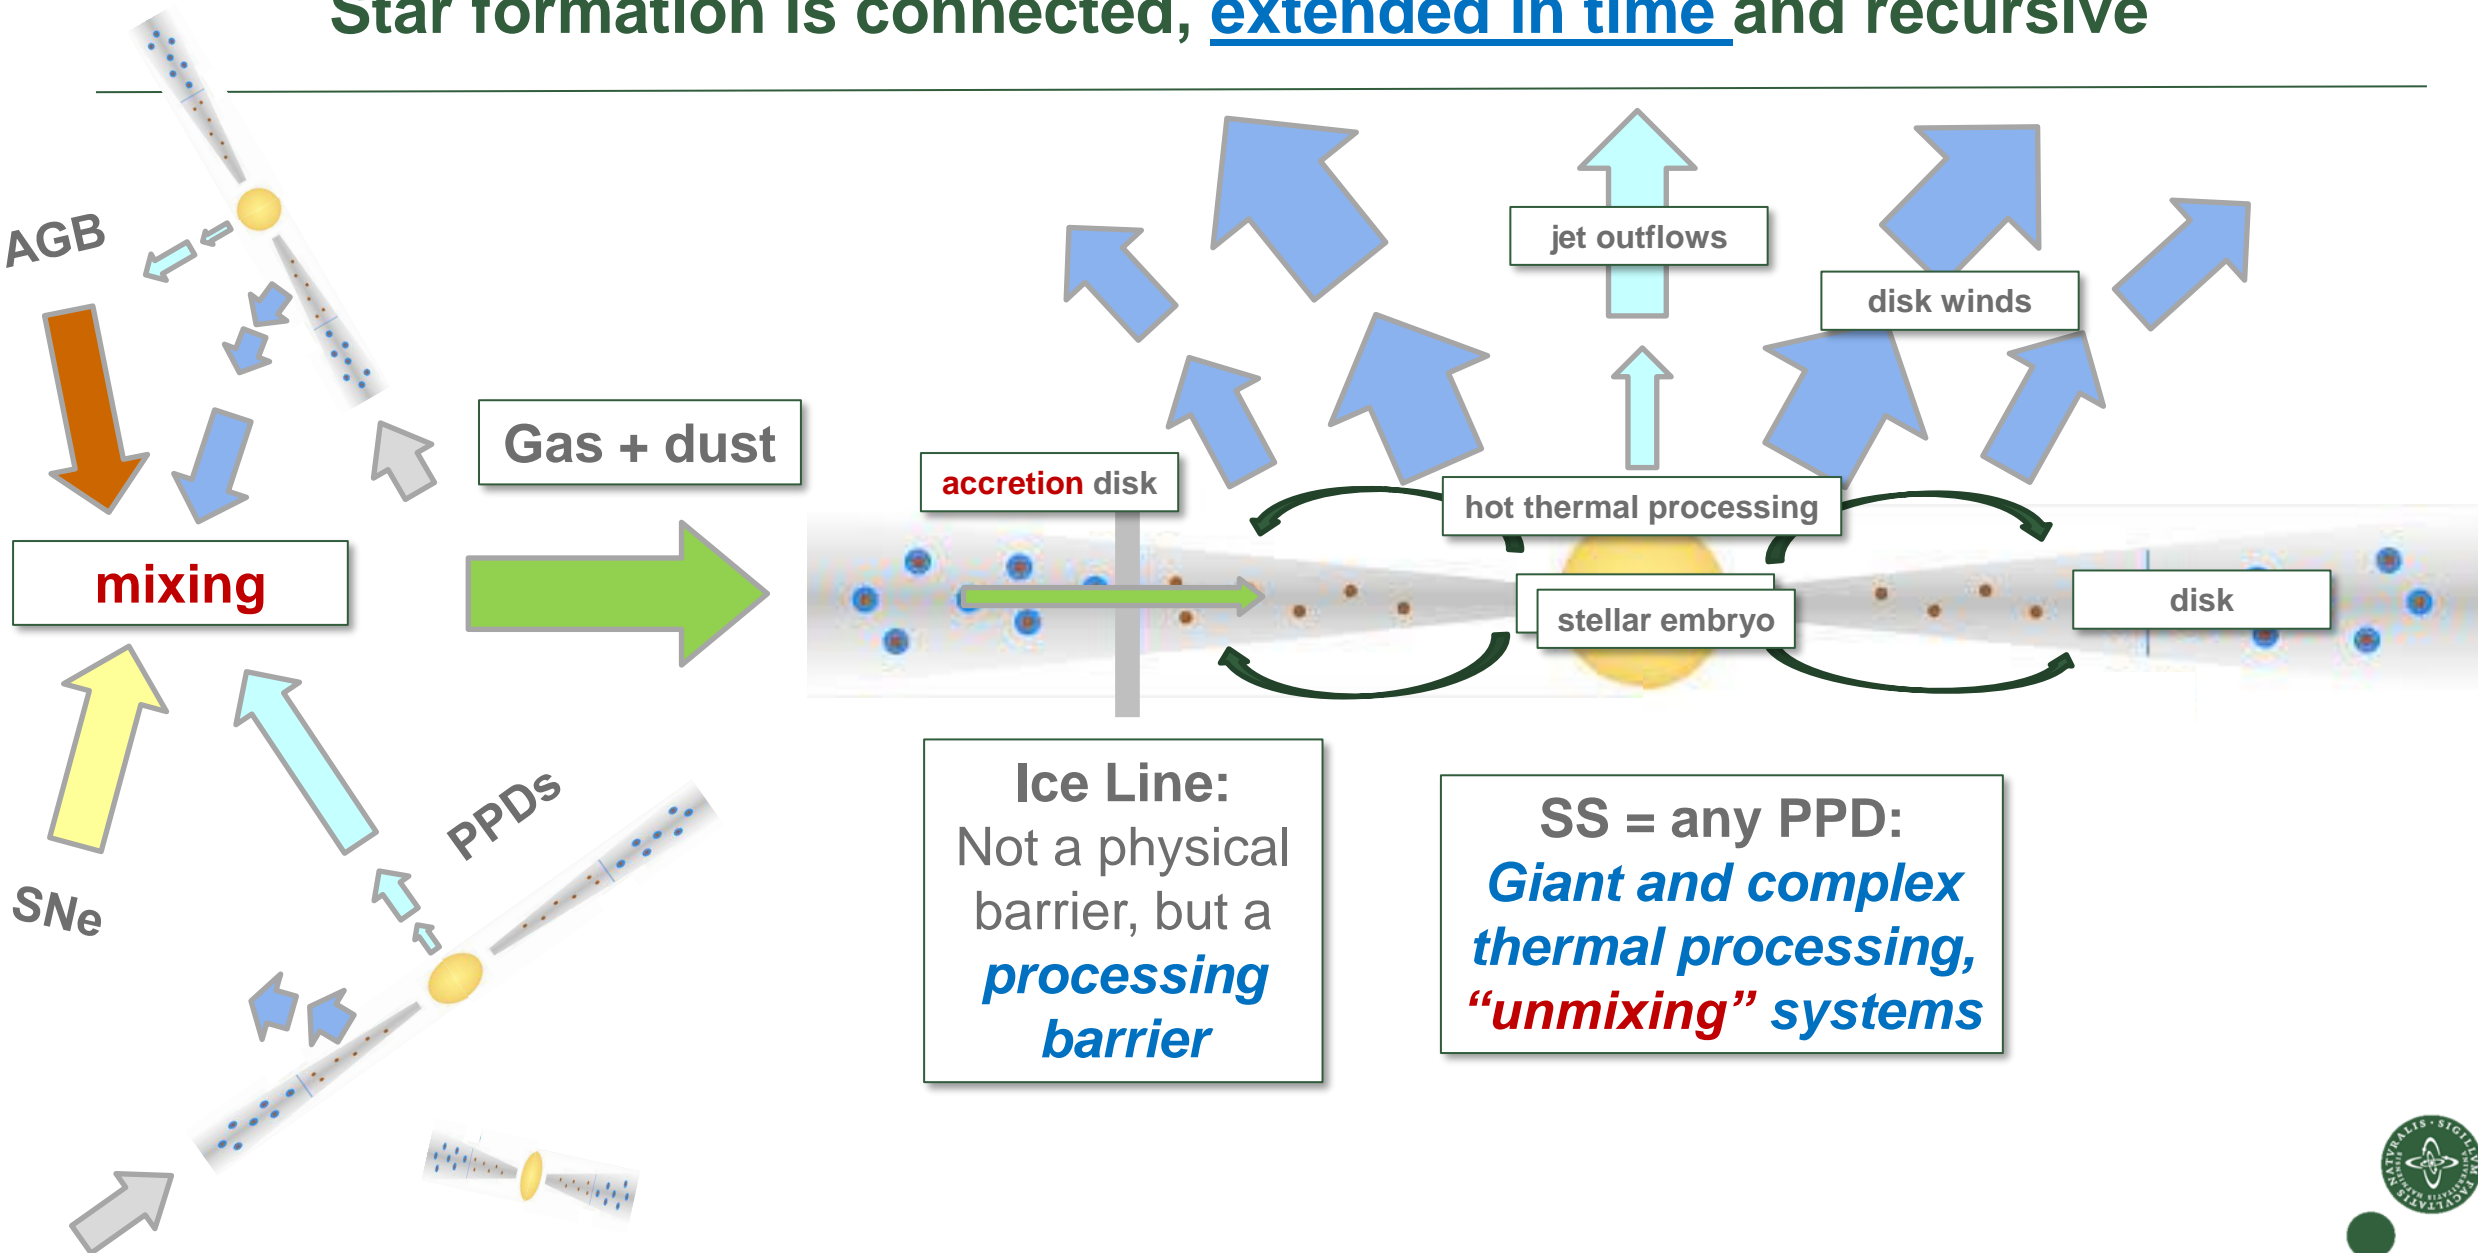 Star formation is connected, extended in time and recursive
AGB
jet outflows
disk winds
Gas + dust
accretion disk
hot thermal processing
mixing
stellar embryo
disk
PPDs
SNe
Ice Line:
Not a physical
barrier, but a
processing
barrier
SS = any PPD:
Giant and complex
thermal processing,
“unmixing” systems